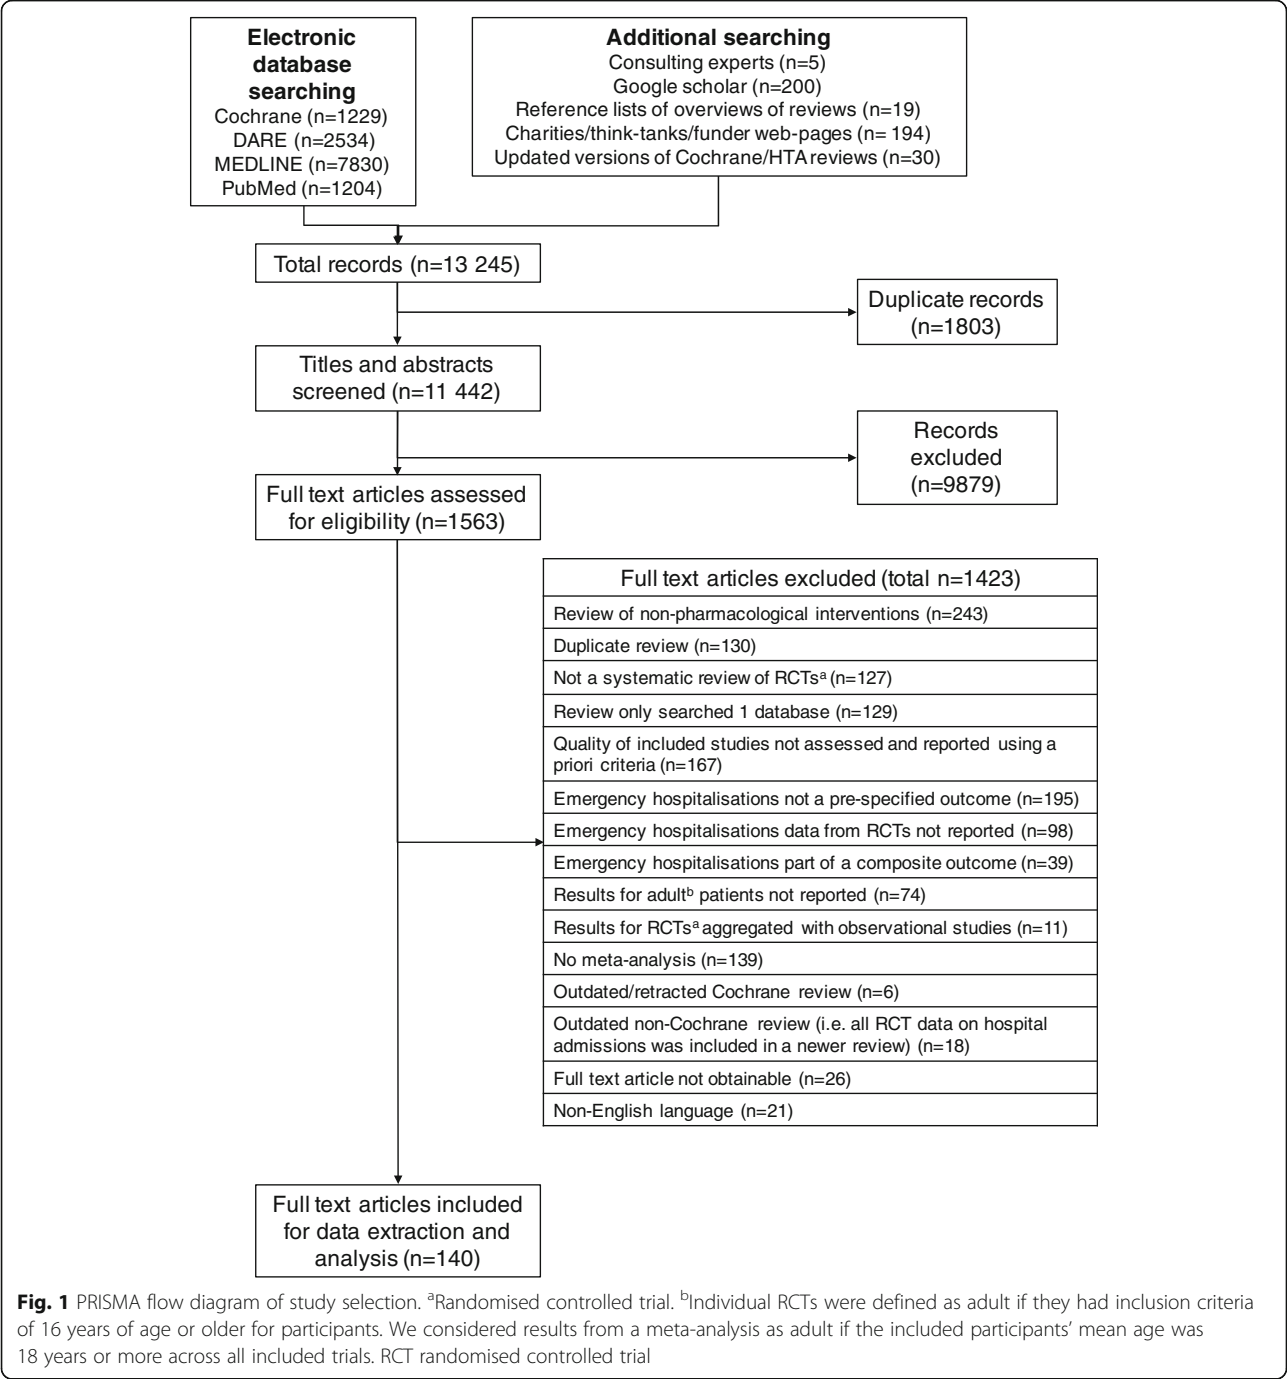 Electronic
database
searching
Cochrane (n=1229)
DARE (n=2534)
MEDLINE (n=7830)
PubMed (n=1204)
Additional searching
Consulting experts (n=5)
Google scholar (n=200)
Reference lists of overviews of reviews (n=19)
Charities/think-tanks/funder web-pages (n= 194)
Updated versions of Cochrane/HTA reviews (n=30)
Total records (n=13 245)
Duplicate records
(n=1803)
Titles and abstracts
screened (n=11 442)
Records
excluded
(n=9879)
Full text articles assessed
for eligibility (n=1563)
Full text articles excluded (total n=1423)
Review of non-pharmacological interventions (n=243)
Duplicate review (n=130)
Not a systematic review of RCTsᵃ (n=127)
Review only searched 1 database (n=129)
Quality of included studies not assessed and reported using a
priori criteria (n=167)
Emergency hospitalisations not a pre-specified outcome (n=195)
Emergency hospitalisations data from RCTs not reported (n=98)
Emergency hospitalisations part of a composite outcome (n=39)
Results for adultᵇ patients not reported (n=74)
Results for RCTsᵃ aggregated with observational studies (n=11)
No meta-analysis (n=139)
Outdated/retracted Cochrane review (n=6)
Outdated non-Cochrane review (i.e. all RCT data on hospital
admissions was included in a newer review) (n=18)
Full text article not obtainable (n=26)
Non-English language (n=21)
Full text articles included
for data extraction and
analysis (n=140)
Fig. 1 PRISMA flow diagram of study selection. ᵃRandomised controlled trial. ᵇIndividual RCTs were defined as adult if they had inclusion criteria
of 16 years of age or older for participants. We considered results from a meta-analysis as adult if the included participants’ mean age was
18 years or more across all included trials. RCT randomised controlled trial